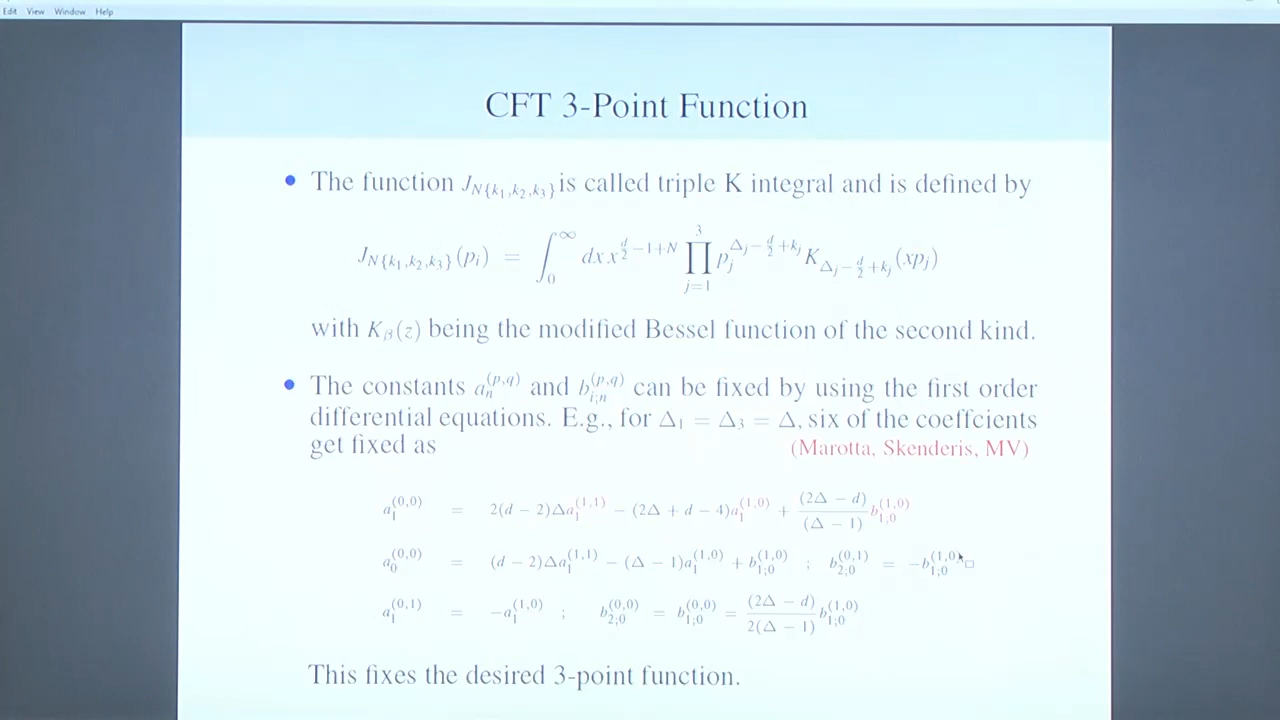 Edit View Window Help
CFT 3-Point Function
• The function J_{N{k_1,k_2,k_3}} is called triple K integral and is defined by
J_{N{k_1,k_2,k_3}}(p_i) = ∫_0^∞ dx x^{d/2 −1+N} ∏_{j=1}^{3} p_j^{Δ_j − d/2 + k_j} K_{Δ_j − d/2 + k_j}(xp_j)
with K_β(z) being the modified Bessel function of the second kind.
• The constants a_n^{(p,q)} and b_{i;n}^{(p,q)} can be fixed by using the first order
differential equations. E.g., for Δ_1 = Δ_3 = Δ, six of the coeffcients
get fixed as (Marotta, Skenderis, MV)
a_1^{(0,0)} = 2(d − 2)Δa_1^{(1,1)} − (2Δ + d − 4)a_1^{(1,0)} + (2Δ − d)/(Δ − 1) b_{1;0}^{(1,0)}
a_0^{(0,0)} = (d − 2)Δa_1^{(1,1)} − (Δ − 1)a_1^{(1,0)} + b_{1;0}^{(1,0)} ; b_{2;0}^{(0,1)} = −b_{1;0}^{(1,0)}
a_1^{(0,1)} = −a_1^{(1,0)} ; b_{2;0}^{(0,0)} = b_{1;0}^{(0,0)} = (2Δ − d)/2(Δ − 1) b_{1;0}^{(1,0)}
This fixes the desired 3-point function.